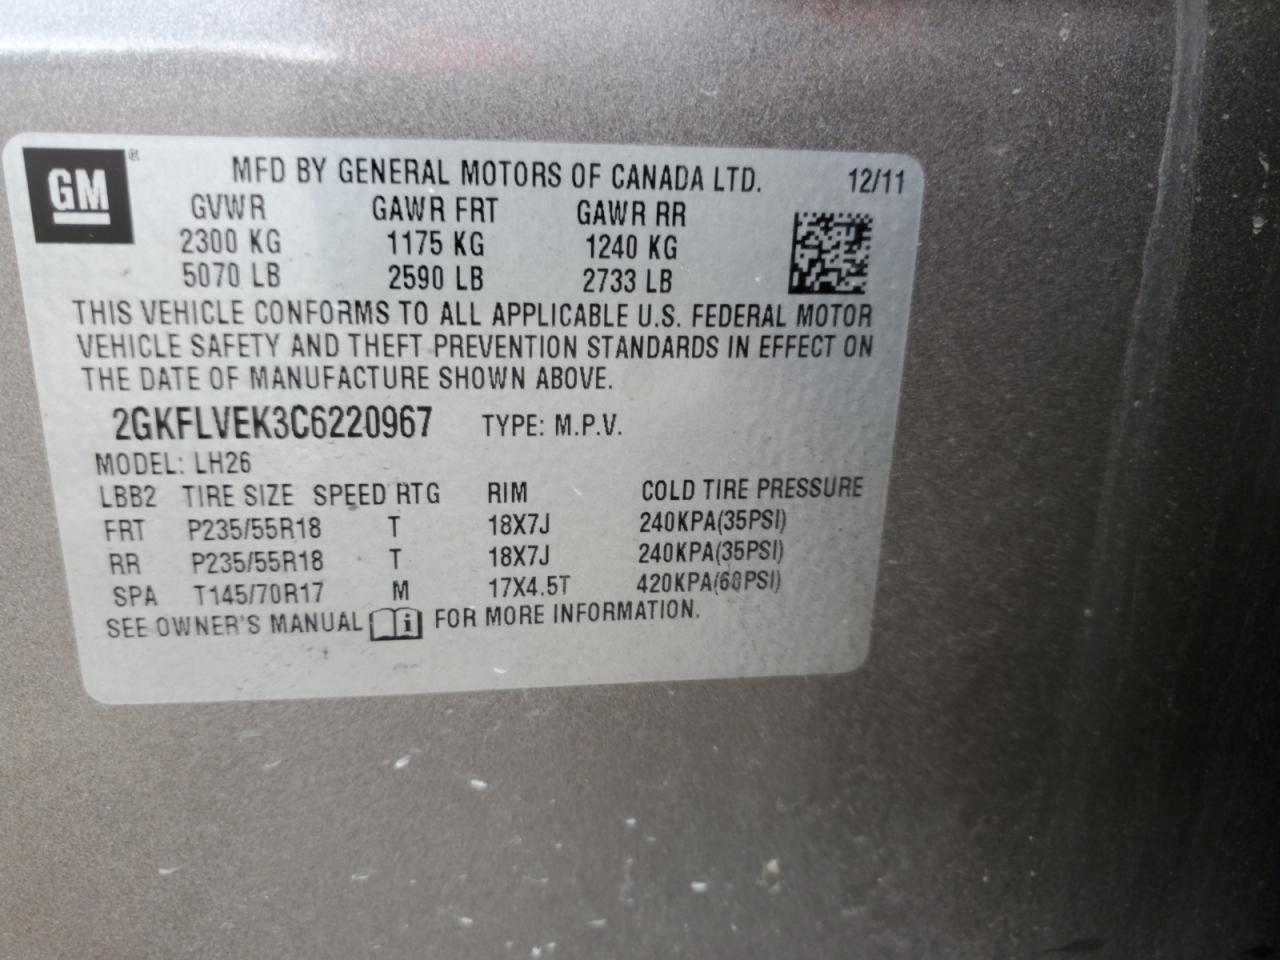 GM®
MFD BY GENERAL MOTORS OF CANADA LTD. 12/11
GVWR GAWR FRT GAWR RR
2300 KG 1175 KG 1240 KG
5070 LB 2590 LB 2733 LB
THIS VEHICLE CONFORMS TO ALL APPLICABLE U.S. FEDERAL MOTOR
VEHICLE SAFETY AND THEFT PREVENTION STANDARDS IN EFFECT ON
THE DATE OF MANUFACTURE SHOWN ABOVE.
2GKFLVEK3C6220967 TYPE: M.P.V.
MODEL: LH26
LBB2 TIRE SIZE SPEED RTG RIM COLD TIRE PRESSURE
FRT P235/55R18 T 18X7J 240KPA(35PSI)
RR P235/55R18 T 18X7J 240KPA(35PSI)
SPA T145/70R17 M 17X4.5T 420KPA(60PSI)
SEE OWNER'S MANUAL i FOR MORE INFORMATION.